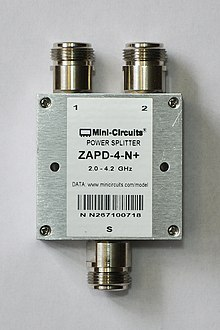 1 2
Mini-Circuits®
POWER SPLITTER
ZAPD-4-N+
2.0 - 4.2 GHz
DATA: www.minicircuits.com/model
N N267100718
S